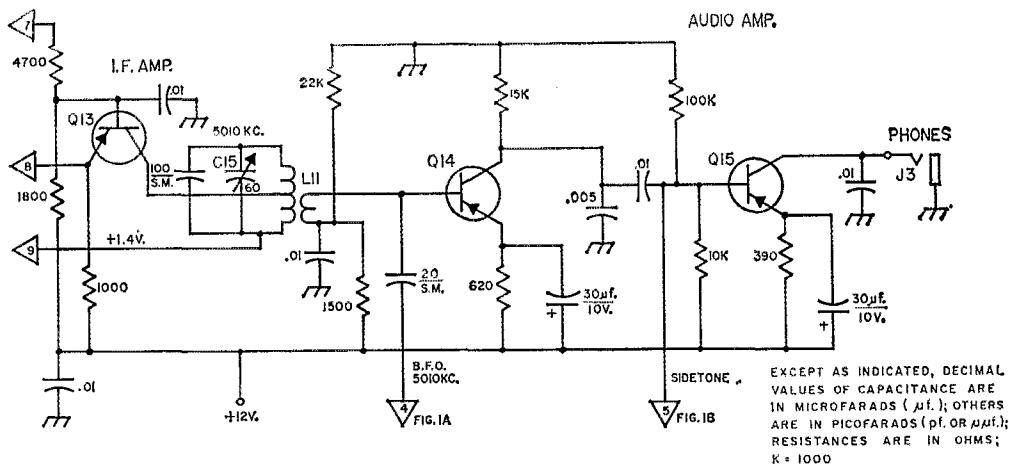 AUDIO AMP.
7
4700
I.F. AMP.
.01
Q13
5010 KC.
22K
15K
100K
8
100
S.M.
C15
60
L11
Q14
.01
Q15
PHONES
J3
.01
1800
.005
9
+1.4V.
.01
1000
1500
20
S.M.
620
30µf.
10V.
+
10K
390
30µf.
10V.
+
.01
+12V.
B.F.O.
5010KC.
4
FIG.1A
SIDETONE
5
FIG.1B
EXCEPT AS INDICATED, DECIMAL
VALUES OF CAPACITANCE ARE
IN MICROFARADS ( µf.); OTHERS
ARE IN PICOFARADS (pf. OR µµf.);
RESISTANCES ARE IN OHMS;
K = 1000